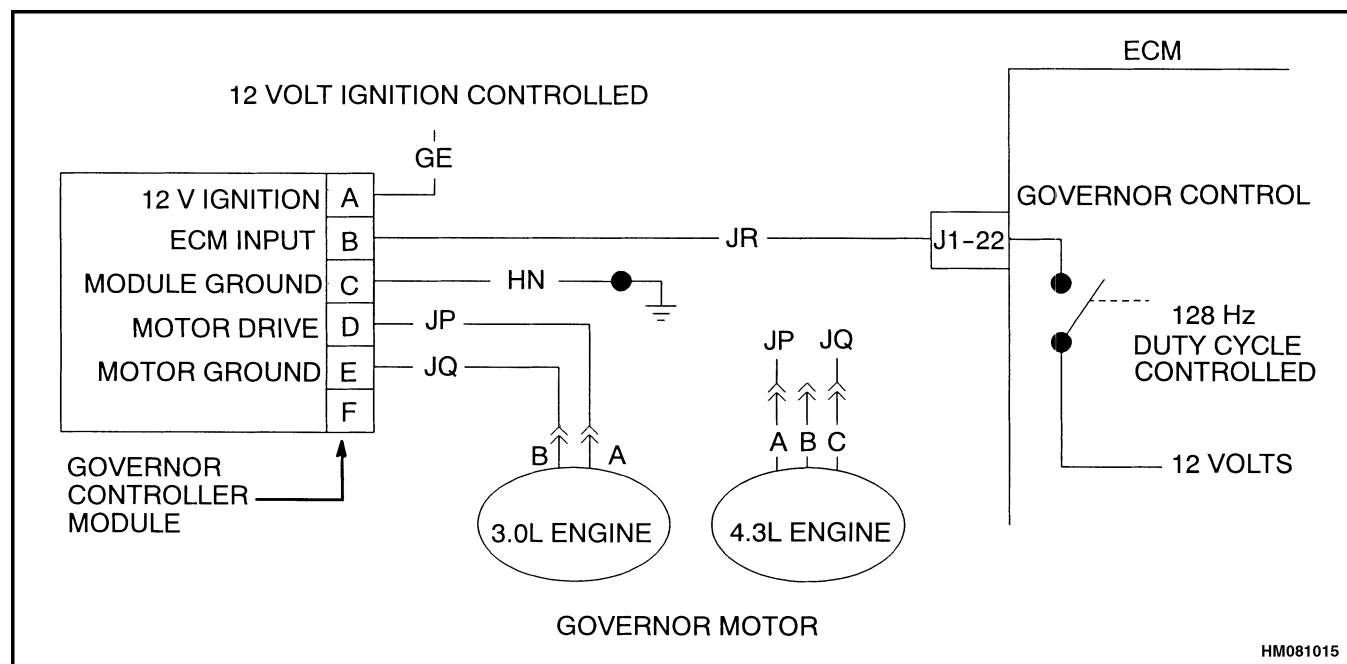 ECM
12 VOLT IGNITION CONTROLLED
GE
12 V IGNITION A
GOVERNOR CONTROL
ECM INPUT B
JR
J1-22
MODULE GROUND C
HN
MOTOR DRIVE D
JP
128 Hz
DUTY CYCLE
CONTROLLED
JP JQ
MOTOR GROUND E
JQ
F
A B C
B A
GOVERNOR
CONTROLLER
MODULE
12 VOLTS
3.0L ENGINE
4.3L ENGINE
GOVERNOR MOTOR
HM081015